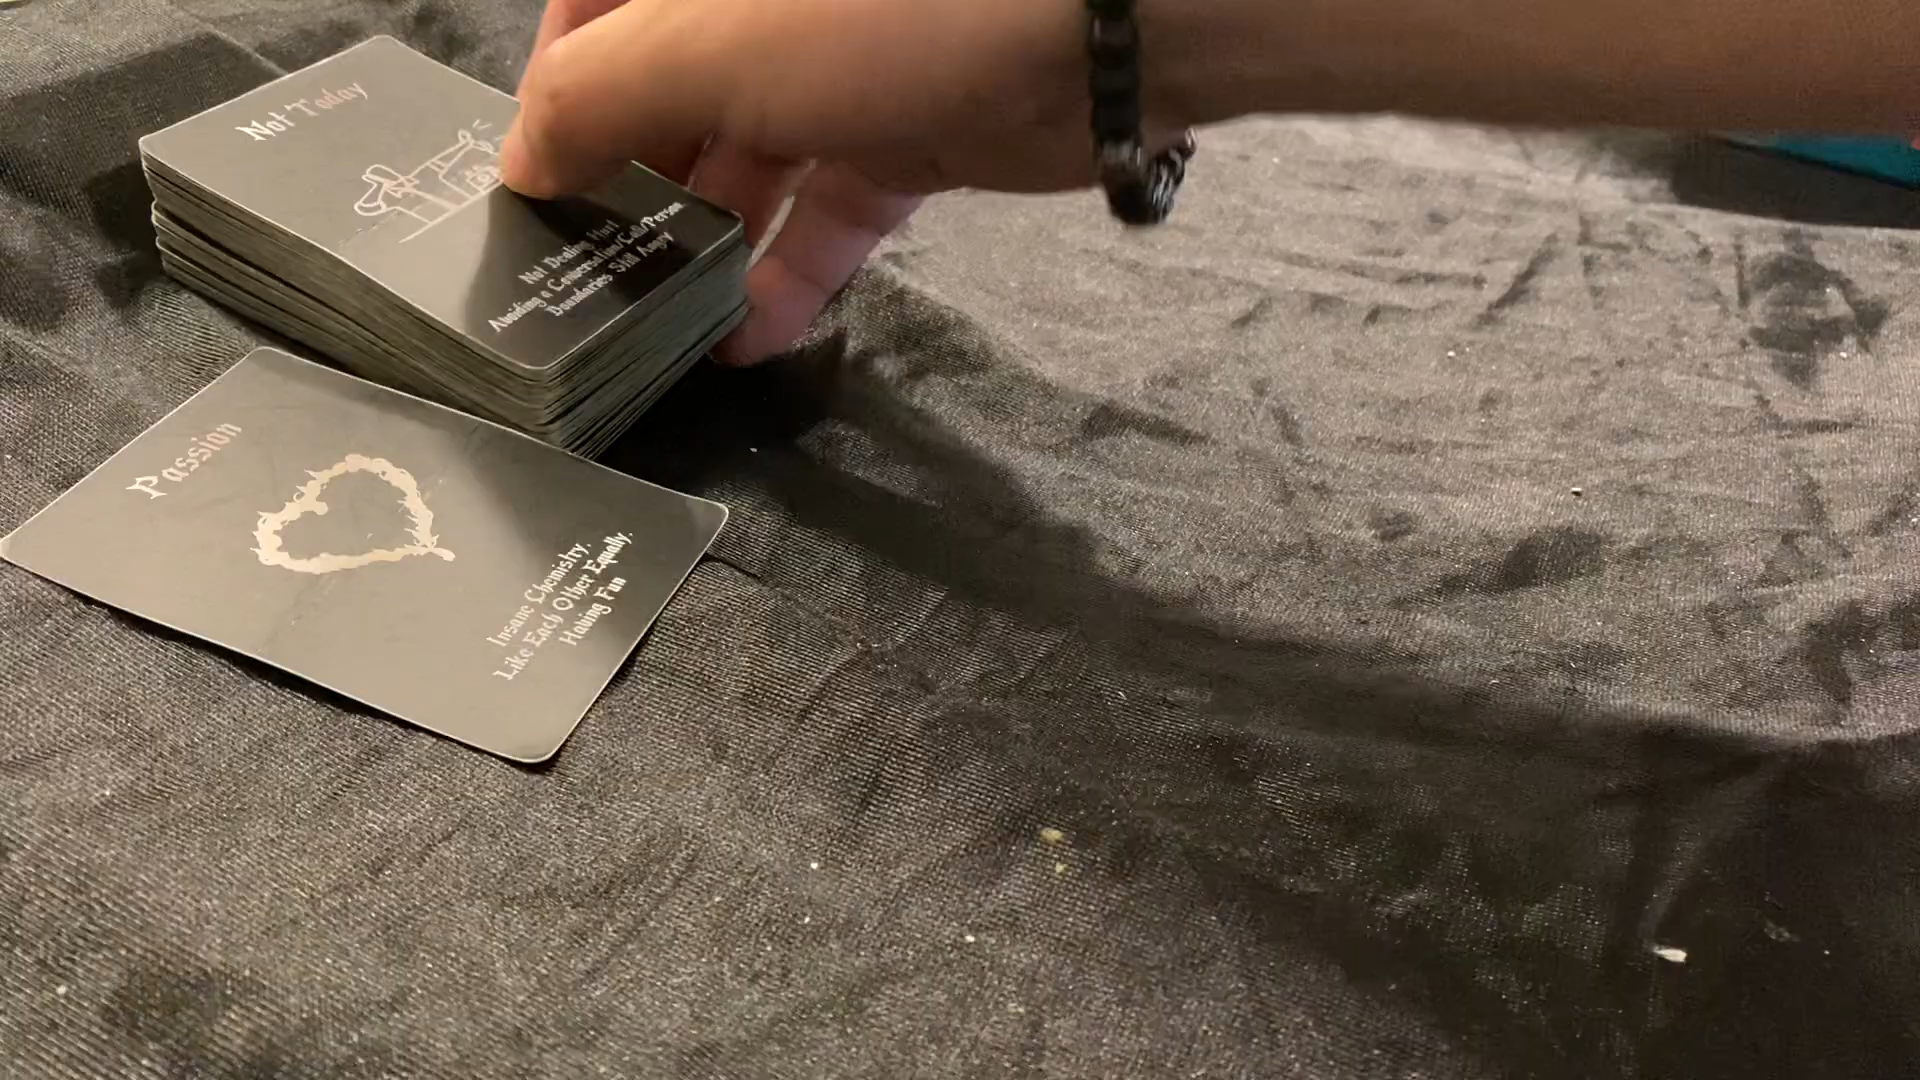 Not Today
Not Dealing
Avoiding a Conversation/Call/Person
Boundaries Still Angry
Passion
Insane Chemistry,
Like Each Other Equally,
Having Fun